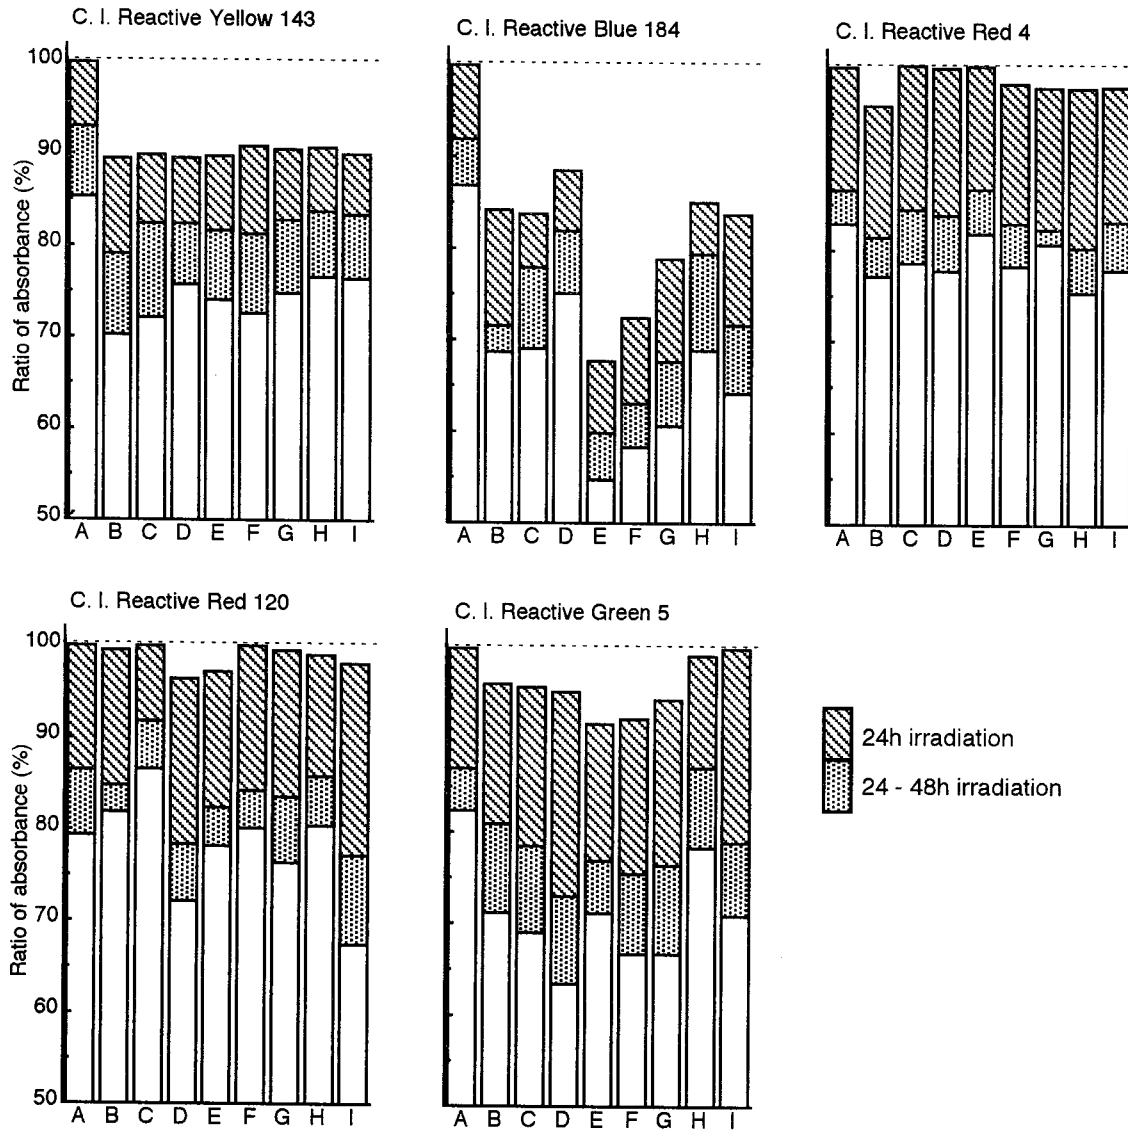 C. I. Reactive Yellow 143
C. I. Reactive Blue 184
C. I. Reactive Red 4
Ratio of absorbance (%)
100
90
80
70
60
50
A B C D E F G H I
A B C D E F G H I
A B C D E F G H I
C. I. Reactive Red 120
C. I. Reactive Green 5
Ratio of absorbance (%)
100
90
80
70
60
50
A B C D E F G H I
A B C D E F G H I
24h irradiation
24 - 48h irradiation